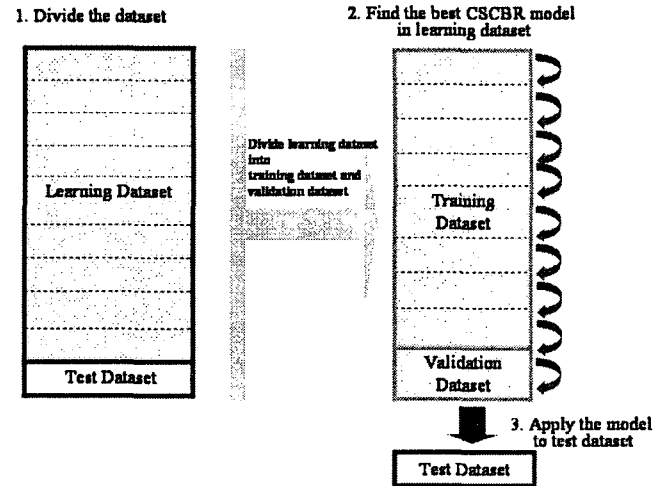 1. Divide the dataset
2. Find the best CSCBR model
in learning dataset
Learning Dataset
Test Dataset
Divide learning dataset
into
training dataset and
validation dataset
Training
Dataset
Validation
Dataset
3. Apply the model
to test dataset
Test Dataset